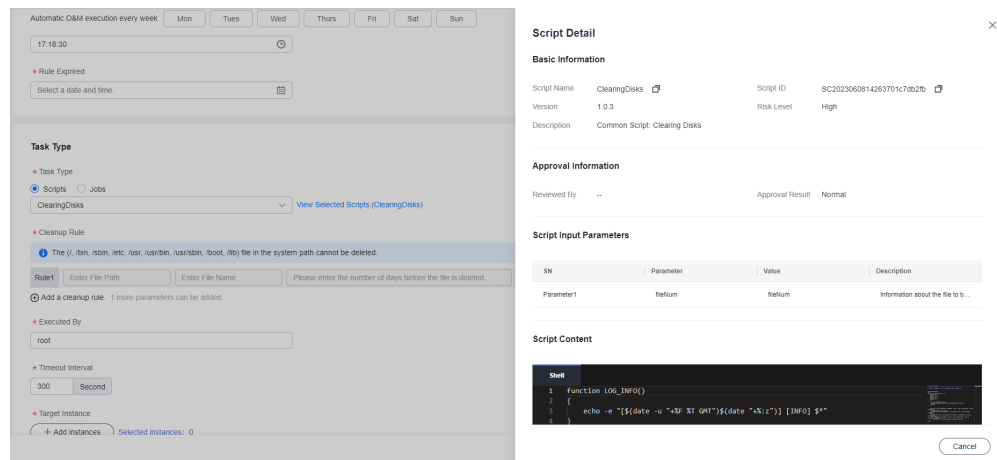 Automatic O&M execution every week Mon Tues Wed Thurs Fri Sat Sun
17:18:30
* Rule Exprired
Select a date and time.
Task Type
* Task Type
Scripts Jobs
ClearingDisks View Selected Scripts (ClearingDisks)
* Cleanup Rule
The (/, /bin, /sbin, /etc, /usr, /usr/bin, /usr/sbin, /boot, /lib) file in the system path cannot be deleted.
Rule1 Enter File Path Enter File Name Please enter the number of days before the file is deleted.
Add a cleanup rule. 1 more parameters can be added.
* Executed By
root
* Timeout Interval
300 Second
* Target Instance
+ Add instances Selected instances: 0
Script Detail
Basic Information
Script Name ClearingDisks Script ID SC2023060814263701c7db2fb
Version 1.0.3 Risk Level High
Description Common Script: Clearing Disks
Approval Information
Reviewed By -- Approval Result Normal
Script Input Parameters
SN Parameter Value Description
Parameter1 fileNum fileNum Information about the file to b...
Script Content
Shell
1 function LOG_INFO()
2 {
3 echo -e "[$(date -u "+%F %T GMT")$(date "+%:z")] [INFO] $*"
4 }
Cancel